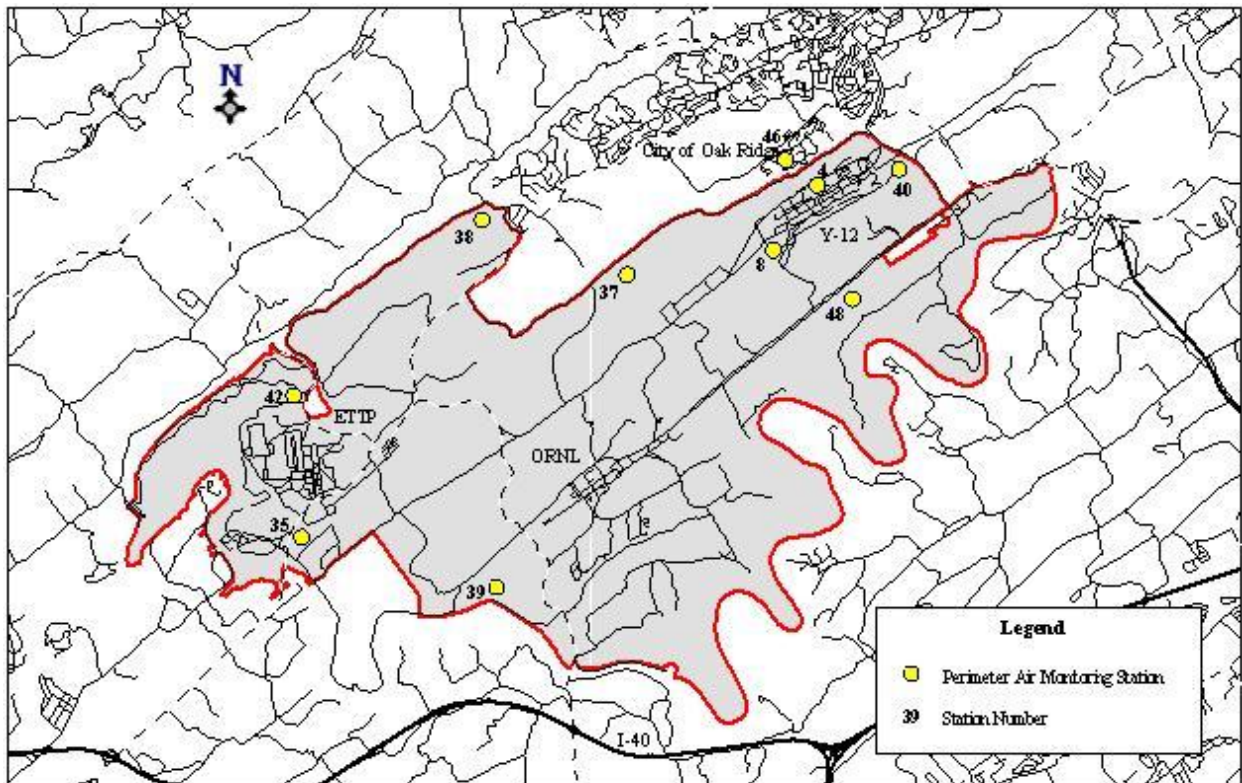 N
46
City of Oak Ridge
4
40
38
Y-12
8
37
48
42
ETTP
ORNL
35
39
Legend
Perimeter Air Monitoring Station
39 Station Number
I-40